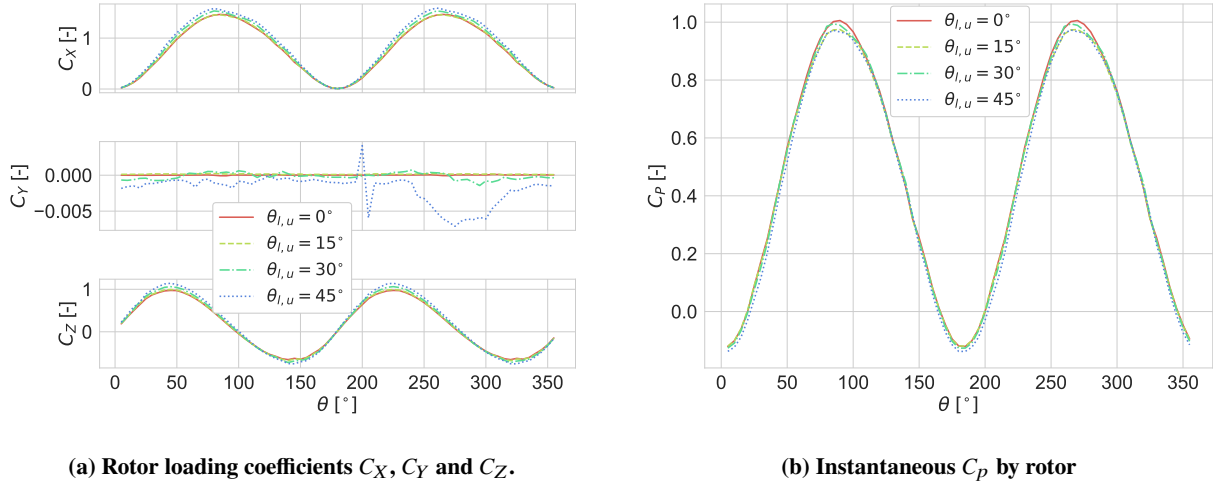 1
0
C_X [-]
0.000
−0.005
C_Y [-]
θ_{l,u} = 0°
θ_{l,u} = 15°
θ_{l,u} = 30°
θ_{l,u} = 45°
1
0
C_Z [-]
0 50 100 150 200 250 300 350
θ [°]
(a) Rotor loading coefficients C_X, C_Y and C_Z.
1.0
0.8
0.6
0.4
0.2
0.0
C_P [-]
θ_{l,u} = 0°
θ_{l,u} = 15°
θ_{l,u} = 30°
θ_{l,u} = 45°
0 50 100 150 200 250 300 350
θ [°]
(b) Instantaneous C_p by rotor